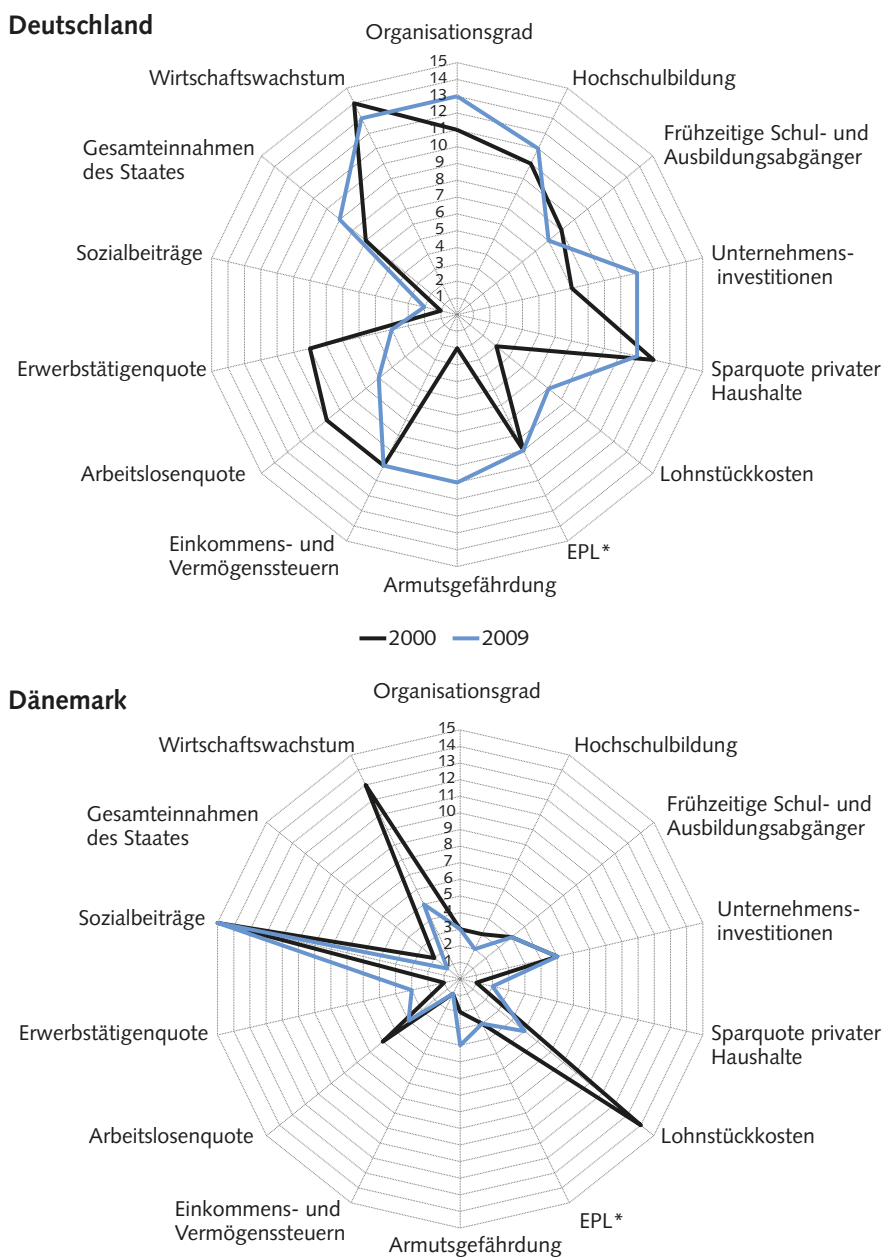 Deutschland
Organisationsgrad
Wirtschaftswachstum
Hochschulbildung
Gesamteinnahmen
des Staates
Frühzeitige Schul- und
Ausbildungsabgänger
Sozialbeiträge
Unternehmens-
investitionen
Erwerbstätigenquote
Sparquote privater
Haushalte
Arbeitslosenquote
Lohnstückkosten
Einkommens- und
Vermögenssteuern
EPL*
Armutsgefährdung
15
14
13
12
11
10
9
8
7
6
5
4
3
2
1
2000 2009
Dänemark
Organisationsgrad
Wirtschaftswachstum
Hochschulbildung
Gesamteinnahmen
des Staates
Frühzeitige Schul- und
Ausbildungsabgänger
Sozialbeiträge
Unternehmens-
investitionen
Erwerbstätigenquote
Sparquote privater
Haushalte
Arbeitslosenquote
Lohnstückkosten
Einkommens- und
Vermögenssteuern
EPL*
Armutsgefährdung
15
14
13
12
11
10
9
8
7
6
5
4
3
2
1